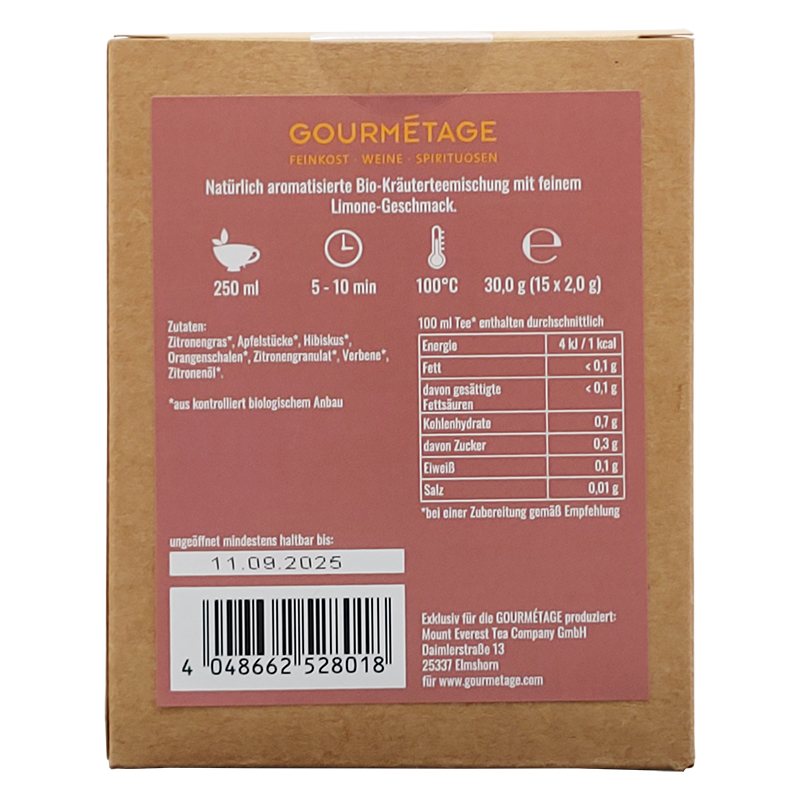 GOURMÉTAGE
FEINKOST · WEINE · SPIRITUOSEN
Natürlich aromatisierte Bio-Kräuterteemischung mit feinem
Limone-Geschmack.
250 ml
5 - 10 min
100°C
℮
30,0 g (15 x 2,0 g)
Zutaten:
Zitronengras*, Apfelstücke*, Hibiskus*,
Orangenschalen*, Zitronengranulat*, Verbene*,
Zitronenöl*.
*aus kontrolliert biologischem Anbau
100 ml Tee* enthalten durchschnittlich
Energie 4 kJ / 1 kcal
Fett < 0,1 g
davon gesättigte < 0,1 g
Fettsäuren
Kohlenhydrate 0,7 g
davon Zucker 0,3 g
Eiweiß 0,1 g
Salz 0,01 g
*bei einer Zubereitung gemäß Empfehlung
ungeöffnet mindestens haltbar bis:
11.09.2025
4 048662 528018
Exklusiv für die GOURMÉTAGE produziert:
Mount Everest Tea Company GmbH
Daimlerstraße 13
25337 Elmshorn
für www.gourmetage.com